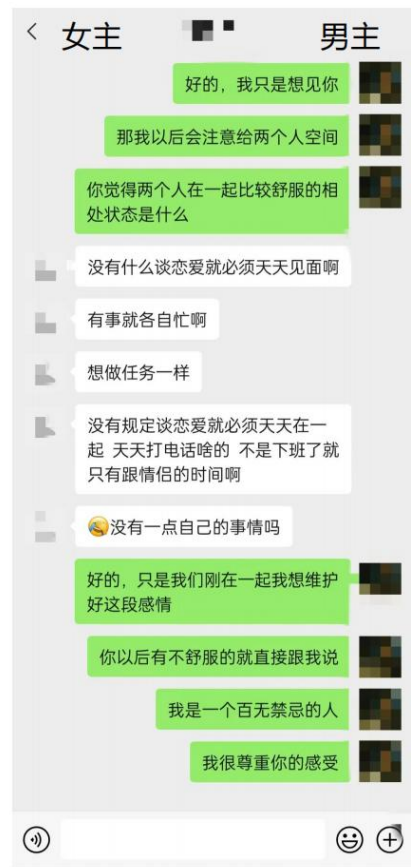 女主
男主
好的，我只是想见你
那我以后会注意给两个人空间
你觉得两个人在一起比较舒服的相
处状态是什么
没有什么谈恋爱就必须天天见面啊
有事就各自忙啊
想做任务一样
没有规定谈恋爱就必须天天在一
起 天天打电话啥的 不是下班了就
只有跟情侣的时间啊
😂没有一点自己的事情吗
好的，只是我们刚在一起我想维护
好这段感情
你以后有不舒服的就直接跟我说
我是一个百无禁忌的人
我很尊重你的感受